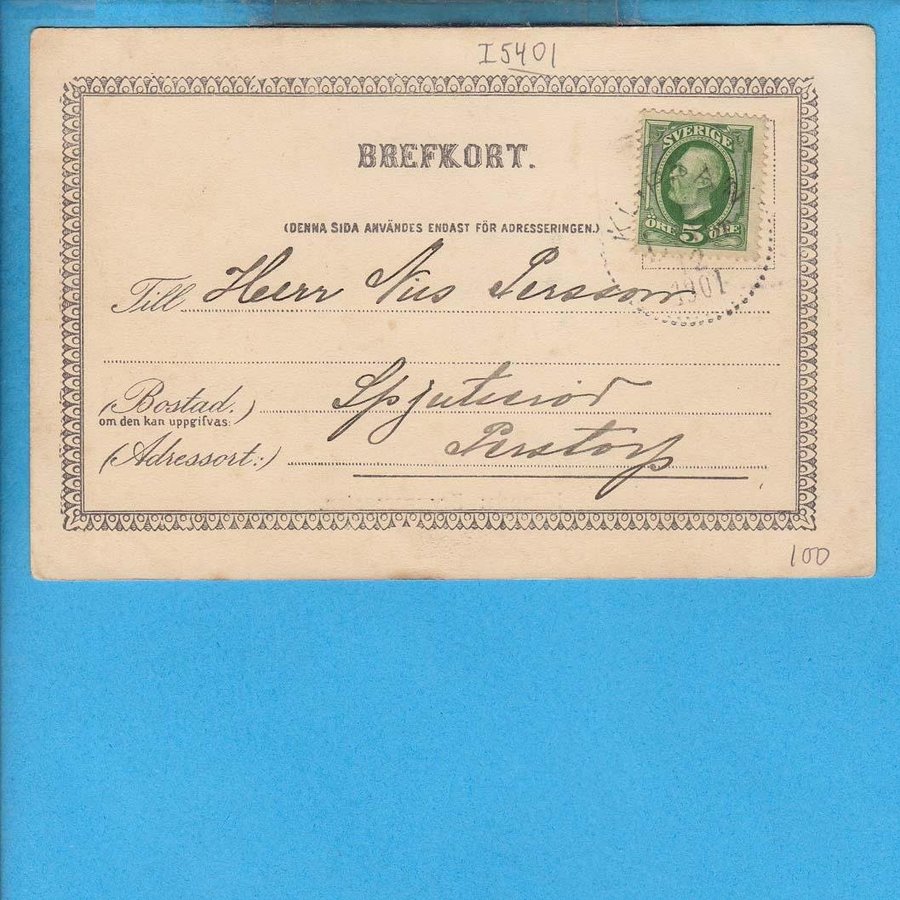 I5401
BREFKORT.
SVERIGE
ÖRE 5 ÖRE
(DENNA SIDA ANVÄNDES ENDAST FÖR ADRESSERINGEN.)
1901
Till Herr Nils Persson
(Bostad.) Spjutseröd
om den kan uppgifvas:
(Adressort:) Perstorp
100